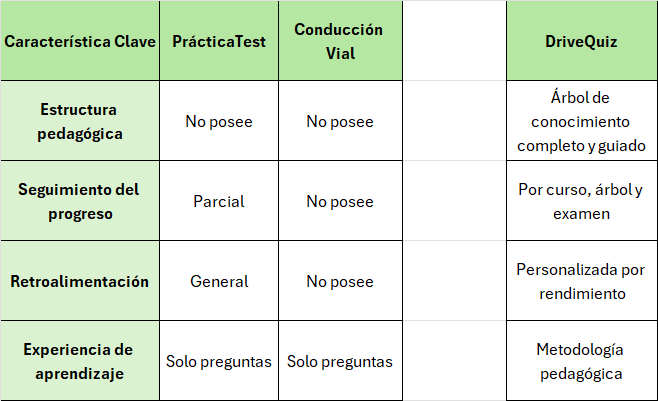 Característica Clave
PrácticaTest
Conducción
Vial
DriveQuiz
Estructura
pedagógica
No posee
No posee
Árbol de
conocimiento
completo y guiado
Seguimiento del
progreso
Parcial
No posee
Por curso, árbol y
examen
Retroalimentación
General
No posee
Personalizada por
rendimiento
Experiencia de
aprendizaje
Solo preguntas
Solo preguntas
Metodología
pedagógica